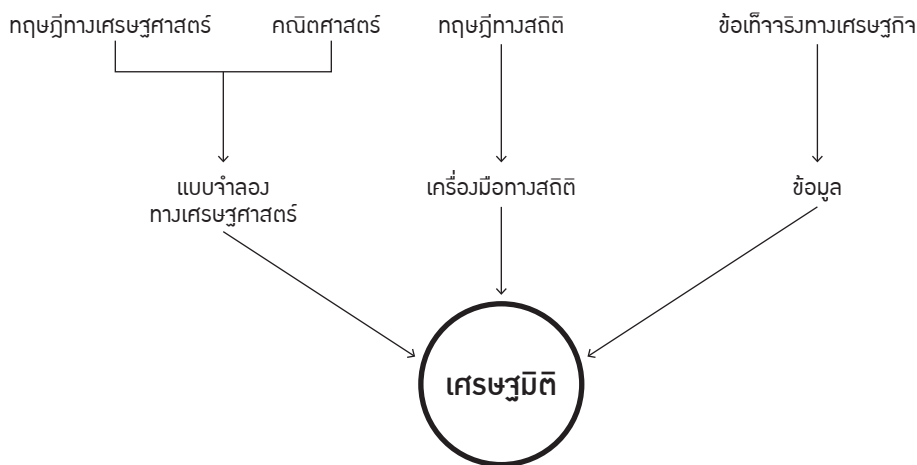 ทฤษฎีทางเศรษฐศาสตร์ คณิตศาสตร์ ทฤษฎีทางสถิติ ข้อเท็จจริงทางเศรษฐกิจ
แบบจำลอง เครื่องมือทางสถิติ ข้อมูล
ทางเศรษฐศาสตร์
เศรษฐมิติ